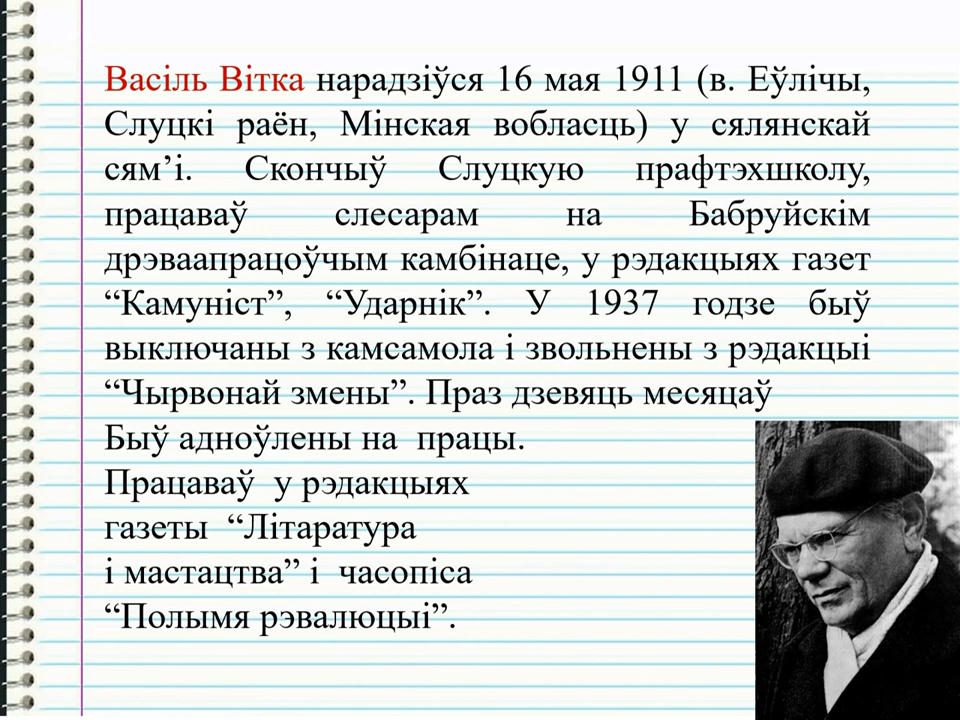 Васіль Вітка нарадзіўся 16 мая 1911 (в. Еўлічы,
Слуцкі раён, Мінская вобласць) у сялянскай
сям’і. Скончыў Слуцкую прафтэхшколу,
працаваў слесарам на Бабруйскім
дрэваапрацоўчым камбінаце, у рэдакцыях газет
“Камуніст”, “Ударнік”. У 1937 годзе быў
выключаны з камсамола і звольнены з рэдакцыі
“Чырвонай змены”. Праз дзевяць месяцаў
Быў адноўлены на працы.
Працаваў у рэдакцыях
газеты “Літаратура
і мастацтва” і часопіса
“Полымя рэвалюцыі”.